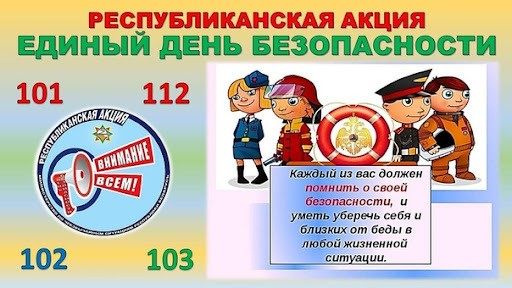 РЕСПУБЛИКАНСКАЯ АКЦИЯ
ЕДИНЫЙ ДЕНЬ БЕЗОПАСНОСТИ
101
112
РЕСПУБЛИКАНСКАЯ АКЦИЯ
ВНИМАНИЕ
ВСЕМ!
102
103
Каждый из вас должен
помнить о своей
безопасности, и
уметь уберечь себя и
близких от беды в
любой жизненной
ситуации.